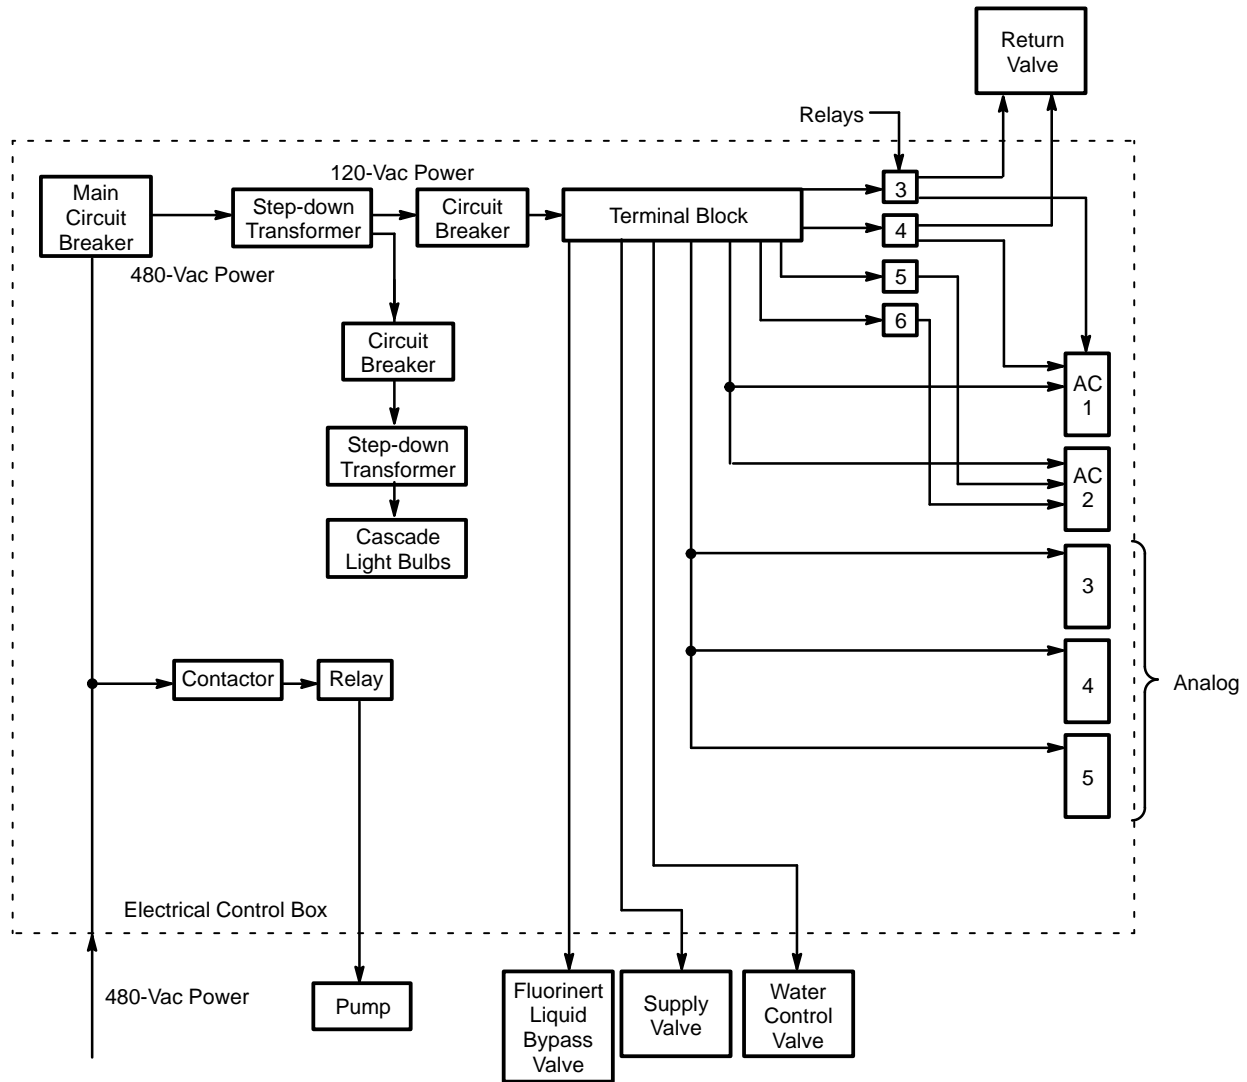 Return
Valve
Relays
120-Vac Power
Main
Circuit
Breaker
Step-down
Transformer
Circuit
Breaker
Terminal Block
3
4
5
6
480-Vac Power
Circuit
Breaker
Step-down
Transformer
Cascade
Light Bulbs
AC
1
AC
2
3
4
5
Analog
Contactor
Relay
Electrical Control Box
480-Vac Power
Pump
Fluorinert
Liquid
Bypass
Valve
Supply
Valve
Water
Control
Valve